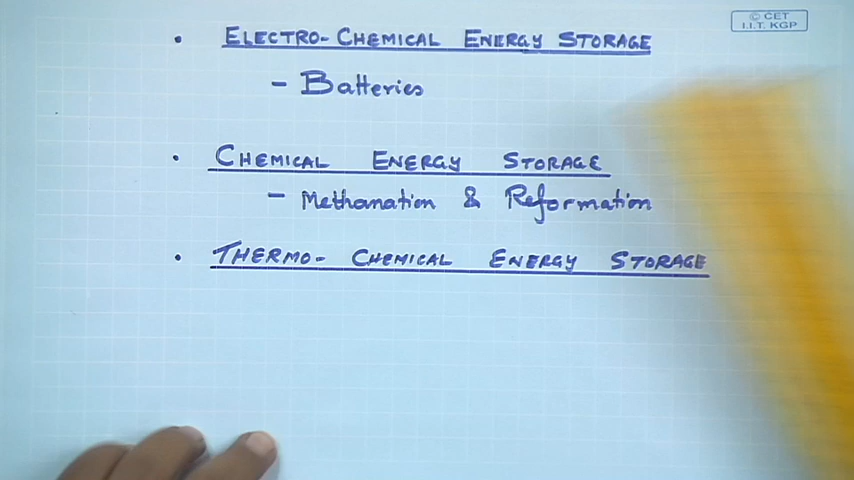 © CET
I.I.T. KGP
• ELECTRO-CHEMICAL ENERGY STORAGE
- Batteries
• CHEMICAL ENERGY STORAGE
- Methanation & Reformation
• THERMO-CHEMICAL ENERGY STORAGE